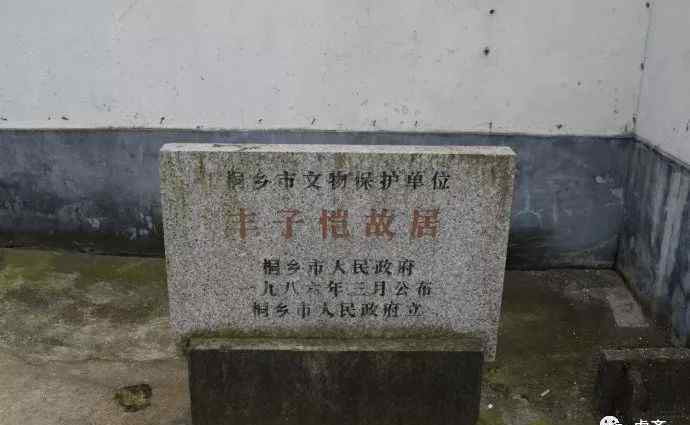 桐乡市文物保护单位
丰子恺故居
桐乡市人民政府
一九八六年三月公布
桐乡市人民政府立